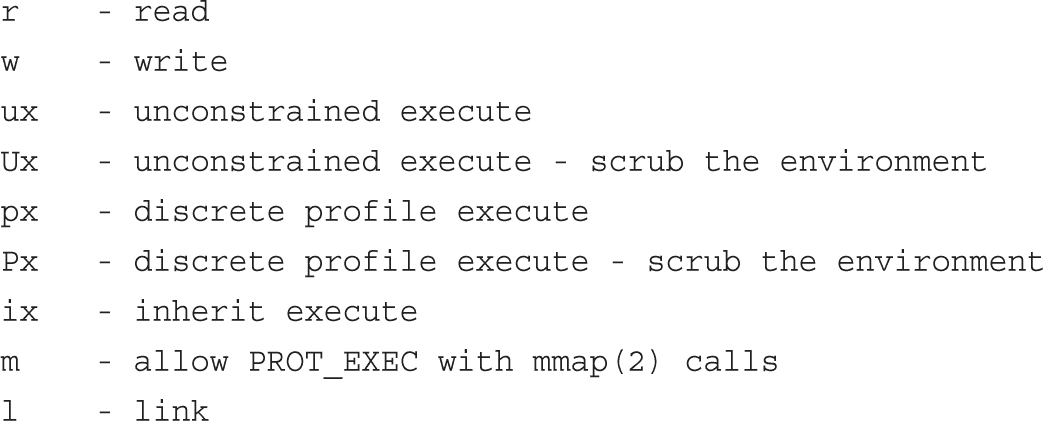 r    - read
w    - write
ux   - unconstrained execute
Ux   - unconstrained execute - scrub the environment
px   - discrete profile execute
Px   - discrete profile execute - scrub the environment
ix   - inherit execute
m    - allow PROT_EXEC with mmap(2) calls
l    - link